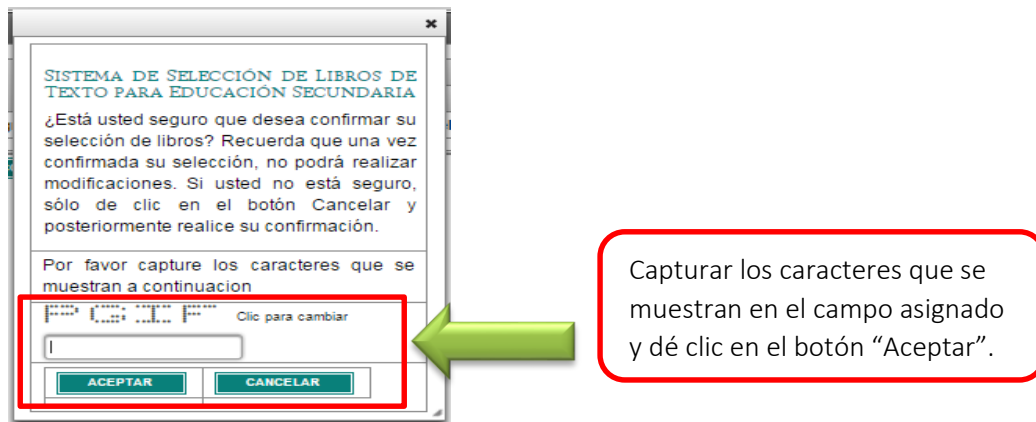 SISTEMA DE SELECCIÓN DE LIBROS DE
TEXTO PARA EDUCACIÓN SECUNDARIA
¿Está usted seguro que desea confirmar su
selección de libros? Recuerda que una vez
confirmada su selección, no podrá realizar
modificaciones. Si usted no está seguro,
sólo de clic en el botón Cancelar y
posteriormente realice su confirmación.
Por favor capture los caracteres que se
muestran a continuacion
Clic para cambiar
ACEPTAR CANCELAR
Capturar los caracteres que se
muestran en el campo asignado
y dé clic en el botón “Aceptar”.